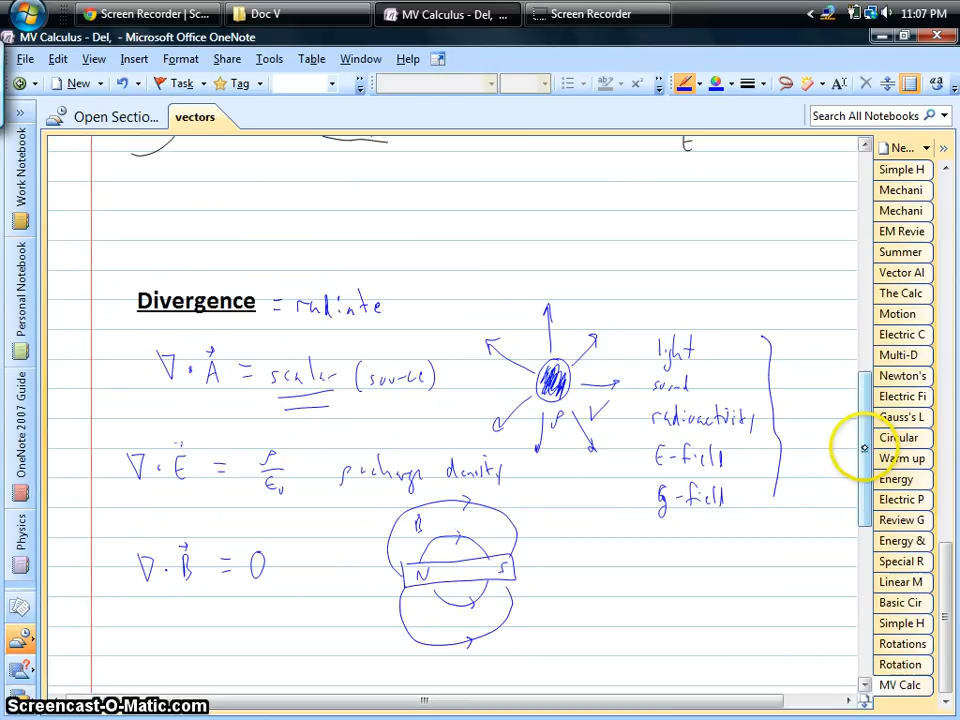 Screen Recorder | Sc...
Doc V
MV Calculus - Del, ...
Screen Recorder
11:07 PM
MV Calculus - Del, - Microsoft Office OneNote
File Edit View Insert Format Share Tools Table Window Help
New Task Tag
Open Sectio... vectors Search All Notebooks
Work Notebook
Personal Notebook
OneNote 2007 Guide
Physics
Ne...
Simple H
Mechani
Mechani
EM Revie
Summer
Vector Al
The Calc
Motion
Electric C
Multi-D
Newton's
Electric Fi
Gauss's L
Circular
Warm up
Energy
Electric P
Review G
Energy &
Special R
Linear M
Basic Cir
Simple H
Rotations
Rotation
MV Calc
E
Divergence = radiate
∇ · A⃗ = scalar (source)
ρ
light
sound
radioactivity
E-field
G-field
∇ · E⃗ = ρ/ε₀ ρ charge density
∇ · B⃗ = 0
B
N S
Screencast-O-Matic.com